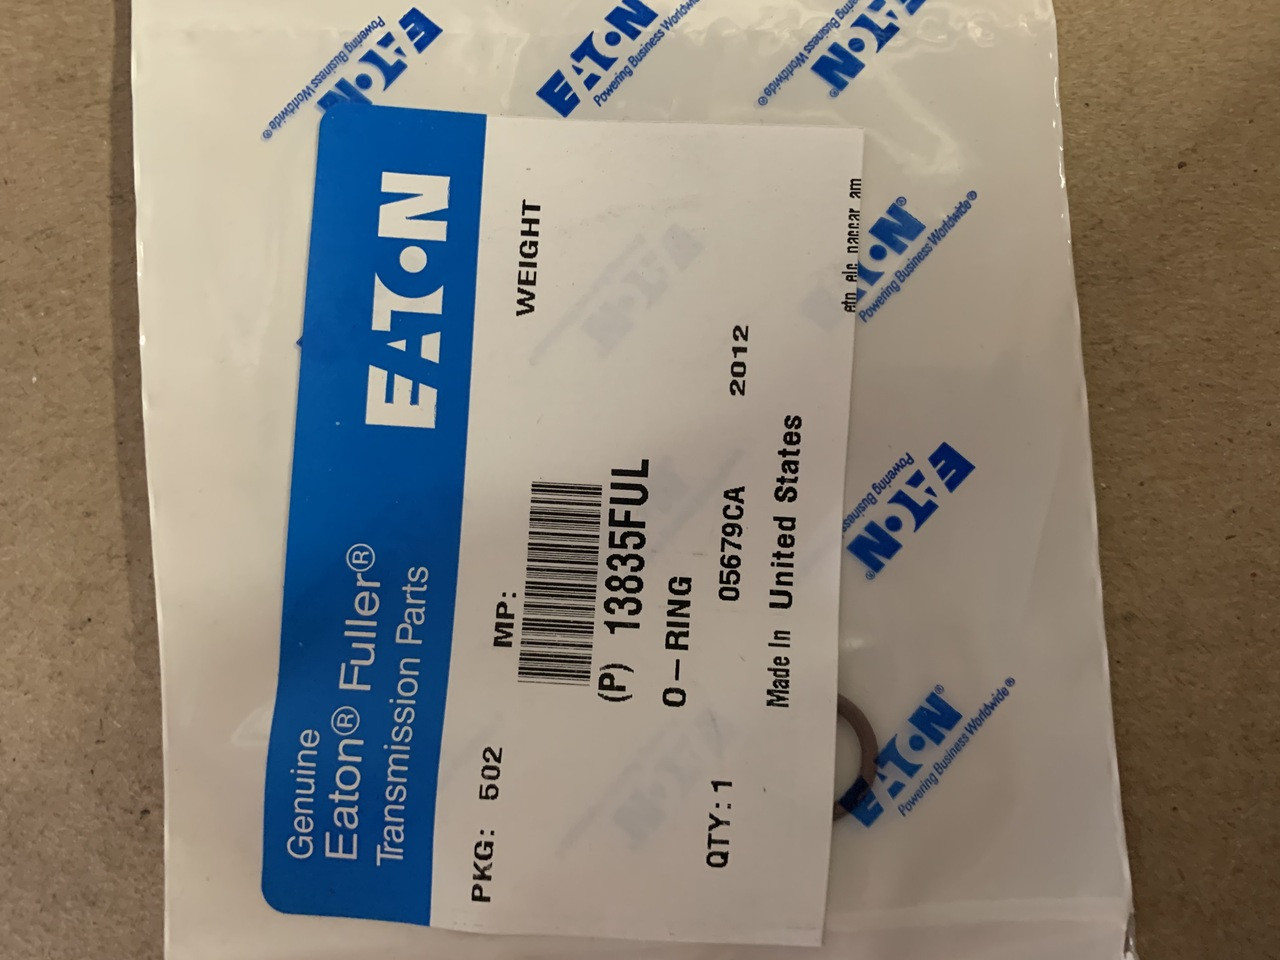 Genuine
Eaton® Fuller®
Transmission Parts
EATON
PKG: 502
MP:
WEIGHT
(P) 13835FUL
O-RING
QTY: 1
05679CA
2012
Made In United States
EATON
Powering Business Worldwide®
EATON
Powering Business Worldwide
EATON
Business Worldwide®
EATON
Powering Business Worldwide®
EATON®
Powering Business
EATON®
Powering Business Worldwide®